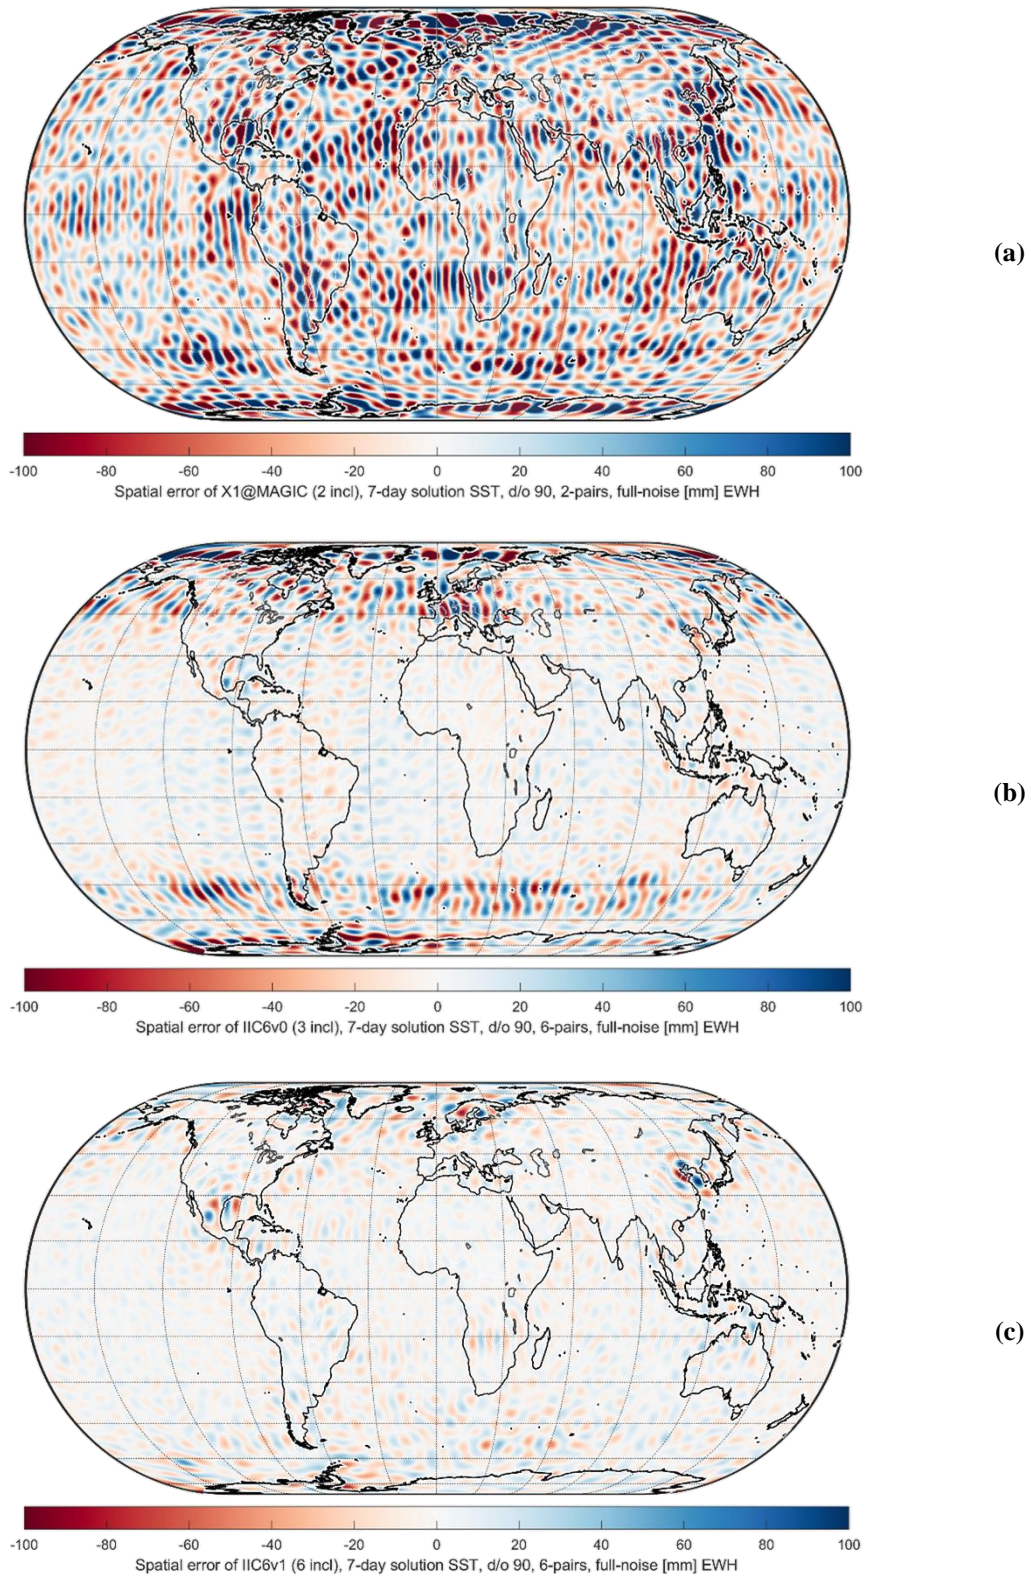 (a)
-100 -80 -60 -40 -20 0 20 40 60 80 100
Spatial error of X1@MAGIC (2 incl), 7-day solution SST, d/o 90, 2-pairs, full-noise [mm] EWH
(b)
-100 -80 -60 -40 -20 0 20 40 60 80 100
Spatial error of IIC6v0 (3 incl), 7-day solution SST, d/o 90, 6-pairs, full-noise [mm] EWH
(c)
-100 -80 -60 -40 -20 0 20 40 60 80 100
Spatial error of IIC6v1 (6 incl), 7-day solution SST, d/o 90, 6-pairs, full-noise [mm] EWH